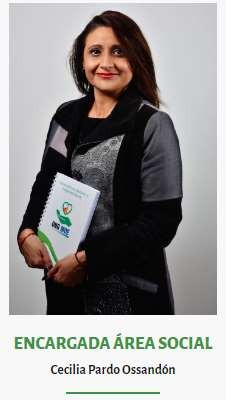 ENCARGADA ÁREA SOCIAL
Cecilia Pardo Ossandón